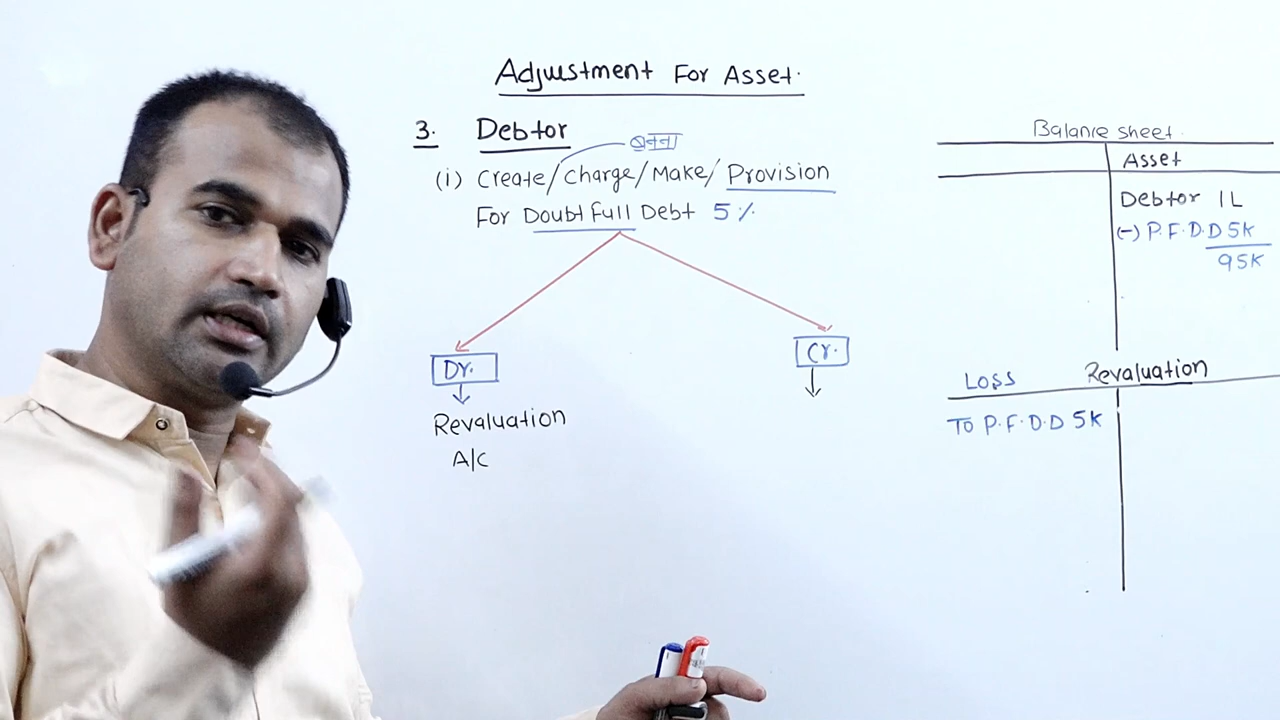 Adjustment For Asset.
3. Debtor
बनना
(i) Create/Charge/Make/Provision
For Doubtfull Debt 5%
Dr.
Revaluation
A/c
Cr.
Balance sheet
Asset
Debtor 1L
(-) P.F.D.D 5K
95K
Loss Revaluation
To P.F.D.D 5K